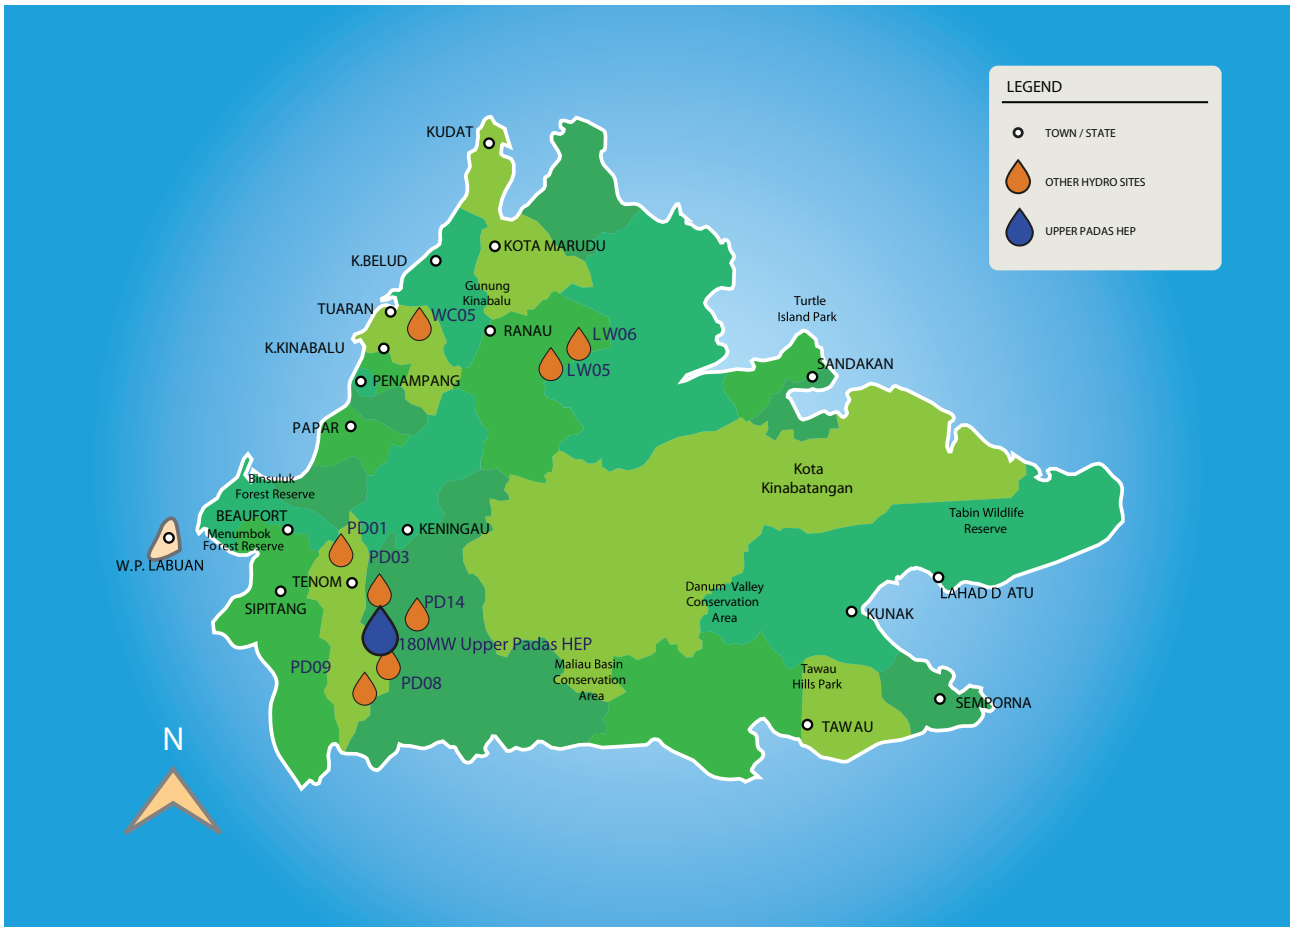 LEGEND
TOWN / STATE
OTHER HYDRO SITES
UPPER PADAS HEP
KUDAT
KOTA MARUDU
K.BELUD
Gunung
Kinabalu
TUARAN
WC05
Turtle
Island Park
RANAU
LW06
K.KINABALU
LW05
SANDAKAN
PENAMPANG
PAPAR
Kota
Kinabatangan
Binsuluk
Forest Reserve
BEAUFORT
Menumbok
Forest Reserve
Tabin Wildlife
Reserve
PD01
KENINGAU
W.P. LABUAN
PD03
TENOM
SIPITANG
PD14
Danum Valley
Conservation
Area
LAHAD D ATU
KUNAK
180MW Upper Padas HEP
PD09
PD08
Maliau Basin
Conservation
Area
Tawau
Hills Park
SEMPORNA
TAWAU
N